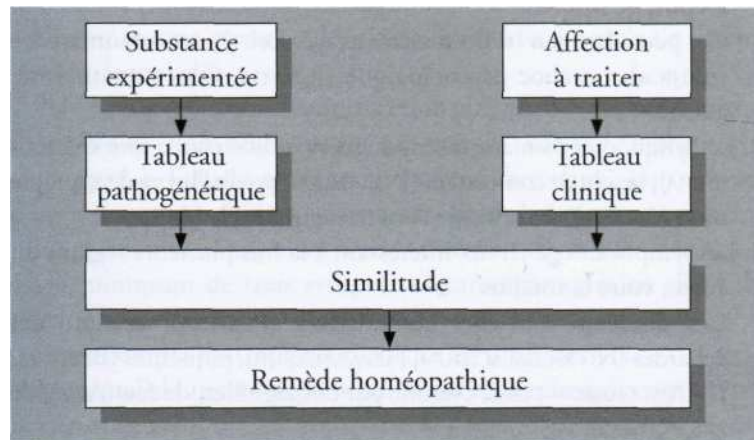 Substance
expérimentée
Affection
à traiter
Tableau
pathogénétique
Tableau
clinique
Similitude
Remède homéopathique